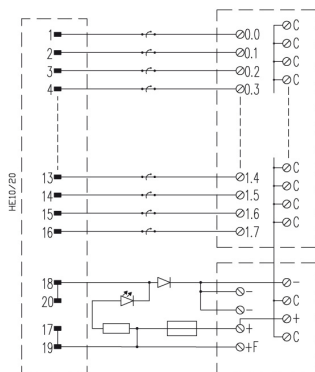 C
1 0.0
C
2 0.1
C
3 0.2
C
4 0.3
HE10/20
C
13 1.4
C
14 1.5
C
15 1.6
C
16 1.7
18 -
-
20 C
-
+
17 +
C
19 +F